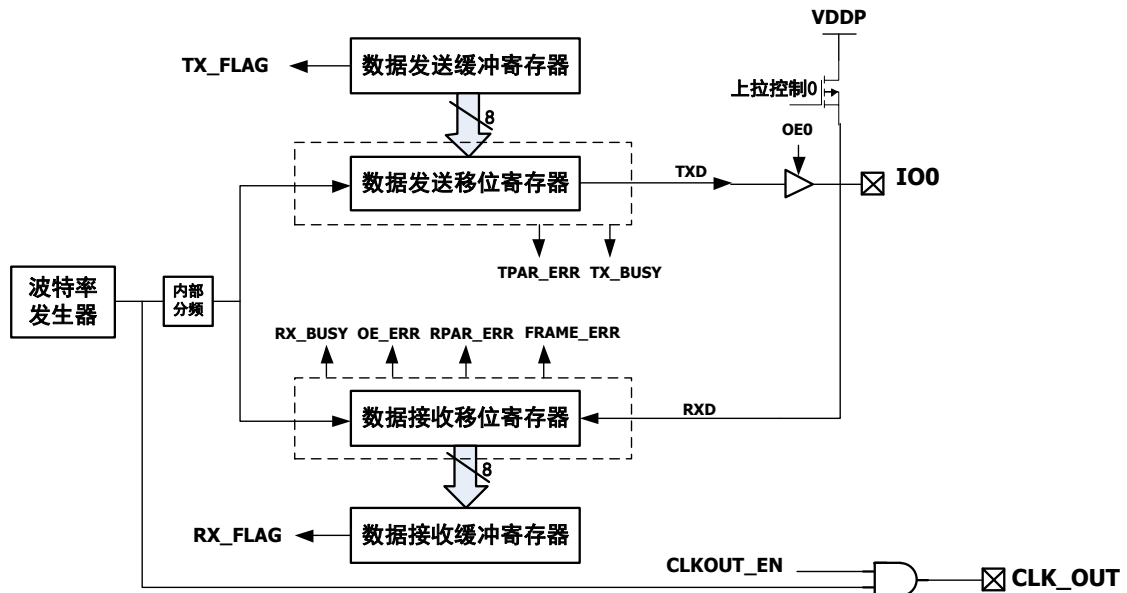 VDDP
TX_FLAG
数据发送缓冲寄存器
上拉控制0
8
OE0
数据发送移位寄存器
TXD
IO0
TPAR_ERR
TX_BUSY
波特率
发生器
内部
分频
RX_BUSY
OE_ERR
RPAR_ERR
FRAME_ERR
数据接收移位寄存器
RXD
8
RX_FLAG
数据接收缓冲寄存器
CLKOUT_EN
CLK_OUT